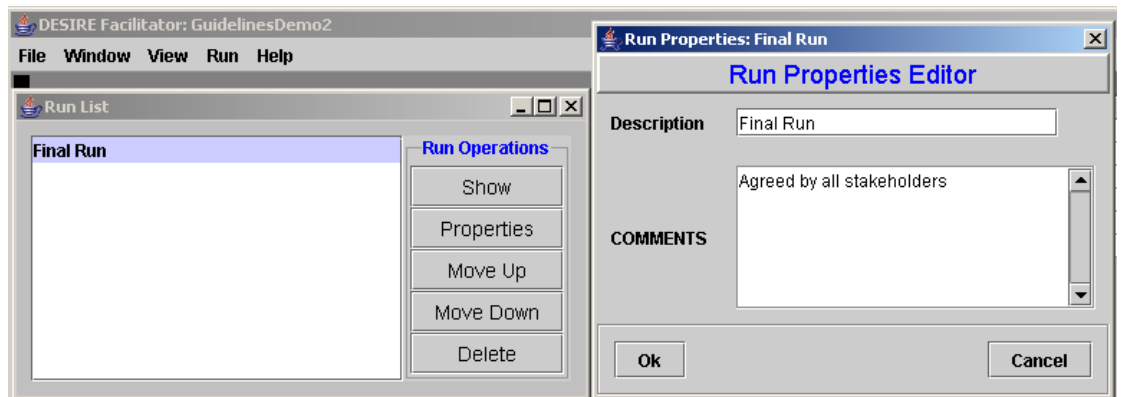 DESIRE Facilitator: GuidelinesDemo2
File Window View Run Help
Run List
Final Run
Run Operations
Show
Properties
Move Up
Move Down
Delete
Run Properties: Final Run
Run Properties Editor
Description Final Run
COMMENTS Agreed by all stakeholders
Ok Cancel